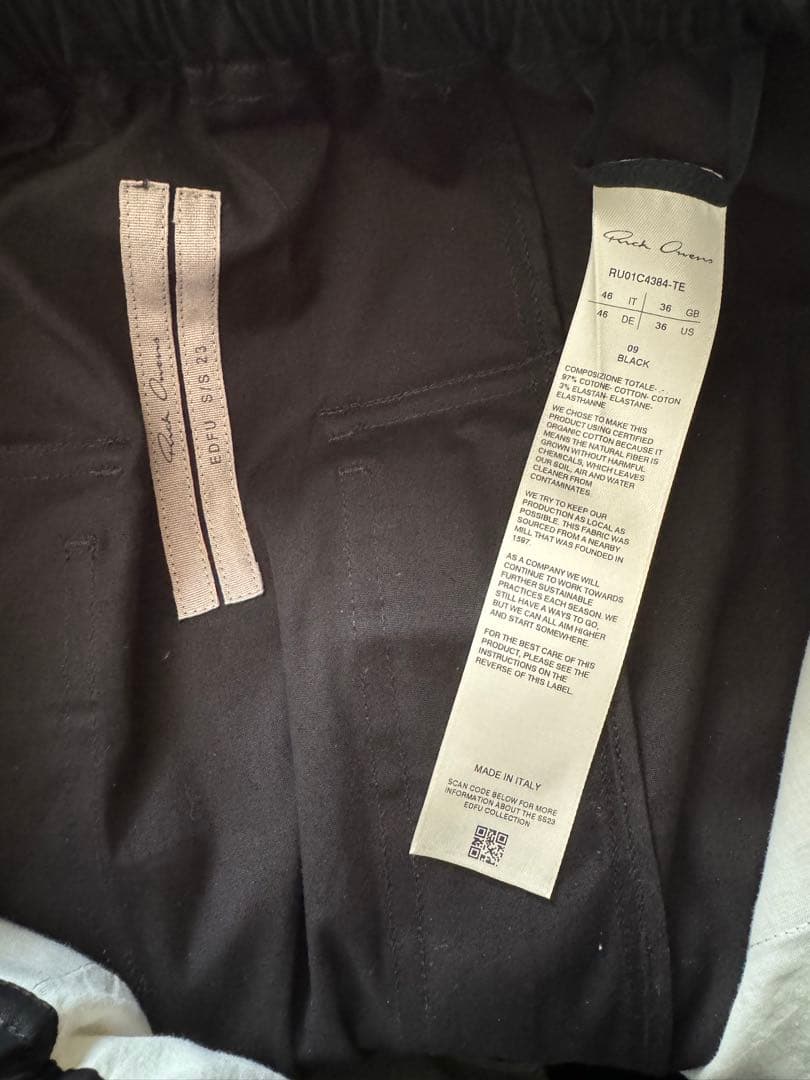 Rick Owens
EDFU S/S 23
Rick Owens
RU01C4384-TE
46 IT 36 GB
46 DE 36 US
09
BLACK
COMPOSIZIONE TOTALE-
97% COTONE- COTTON- COTON
3% ELASTAN- ELASTANE-
ELASTHANNE
WE CHOSE TO MAKE THIS
PRODUCT USING CERTIFIED
ORGANIC COTTON BECAUSE IT
MEANS THE NATURAL FIBER IS
GROWN WITHOUT HARMFUL
CHEMICALS, WHICH LEAVES
OUR SOIL, AIR AND WATER
CLEANER FROM
CONTAMINATES.
WE TRY TO KEEP OUR
PRODUCTION AS LOCAL AS
POSSIBLE. THIS FABRIC WAS
SOURCED FROM A NEARBY
MILL THAT WAS FOUNDED IN
1597
AS A COMPANY WE WILL
CONTINUE TO WORK TOWARDS
FURTHER SUSTAINABLE
PRACTICES EACH SEASON. WE
STILL HAVE A WAYS TO GO,
BUT WE CAN ALL AIM HIGHER
AND START SOMEWHERE.
FOR THE BEST CARE OF THIS
PRODUCT, PLEASE SEE THE
INSTRUCTIONS ON THE
REVERSE OF THIS LABEL.
MADE IN ITALY
SCAN CODE BELOW FOR MORE
INFORMATION ABOUT THE SS23
EDFU COLLECTION